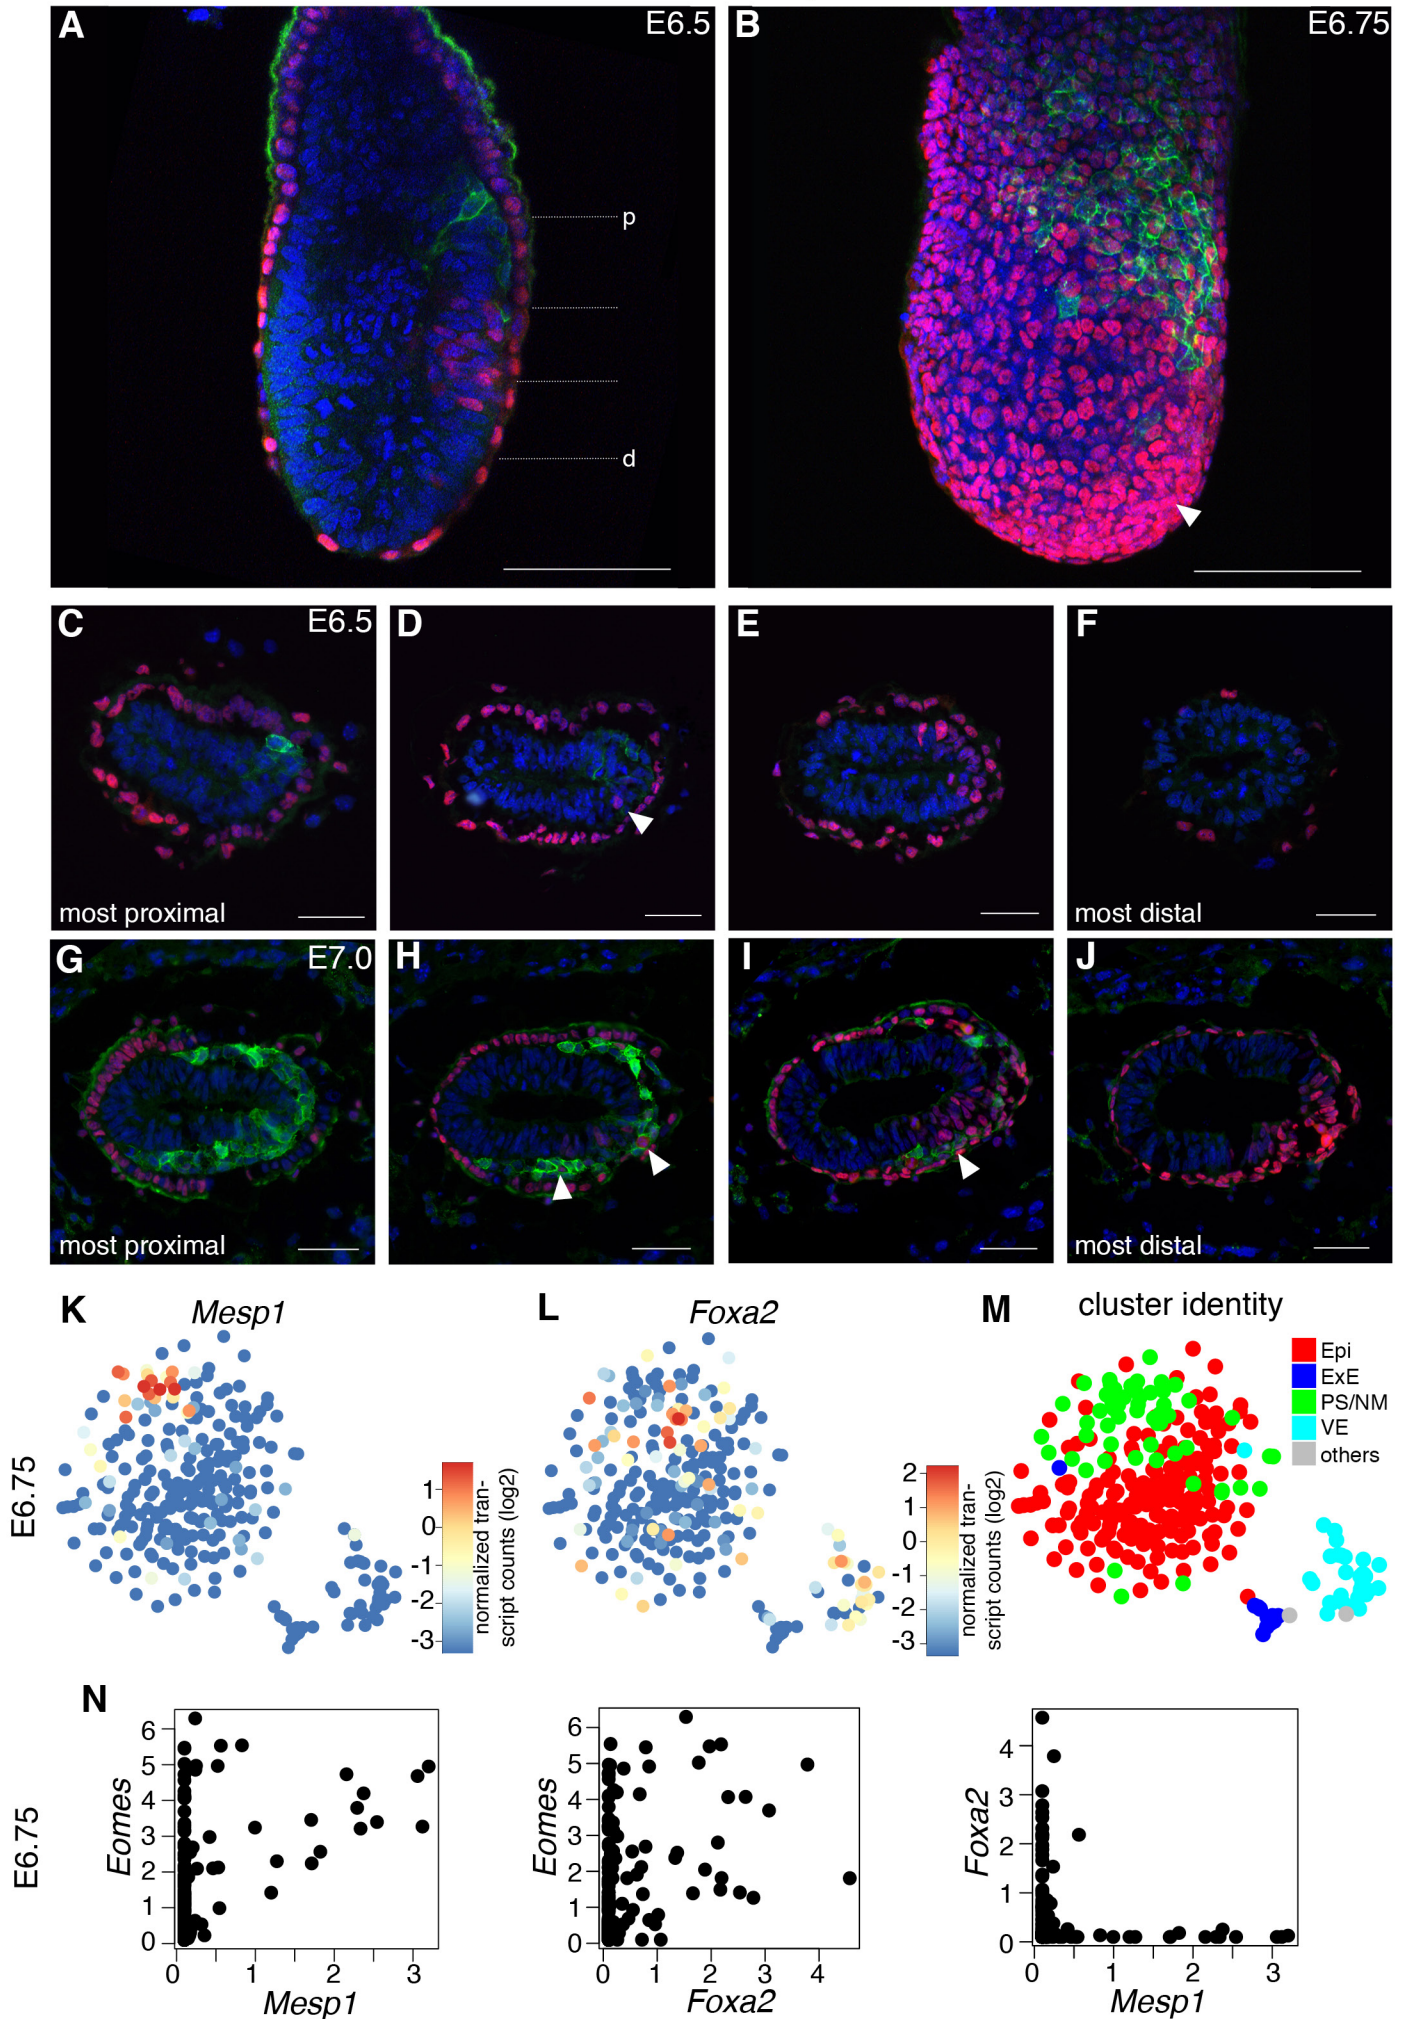 A
E6.5
p
d
B
E6.75
C
E6.5
most proximal
D
E
F
most distal
G
E7.0
most proximal
H
I
J
most distal
E6.75
K
Mesp1
1
0
-1
-2
-3
normalized tran-
script counts (log2)
L
Foxa2
2
1
0
-1
-2
-3
normalized tran-
script counts (log2)
M
cluster identity
Epi
ExE
PS/NM
VE
others
E6.75
N
Eomes
6
5
4
3
2
1
0
0 1 2 3
Mesp1
Eomes
6
5
4
3
2
1
0
0 1 2 3 4
Foxa2
Foxa2
4
3
2
1
0
0 1 2 3
Mesp1